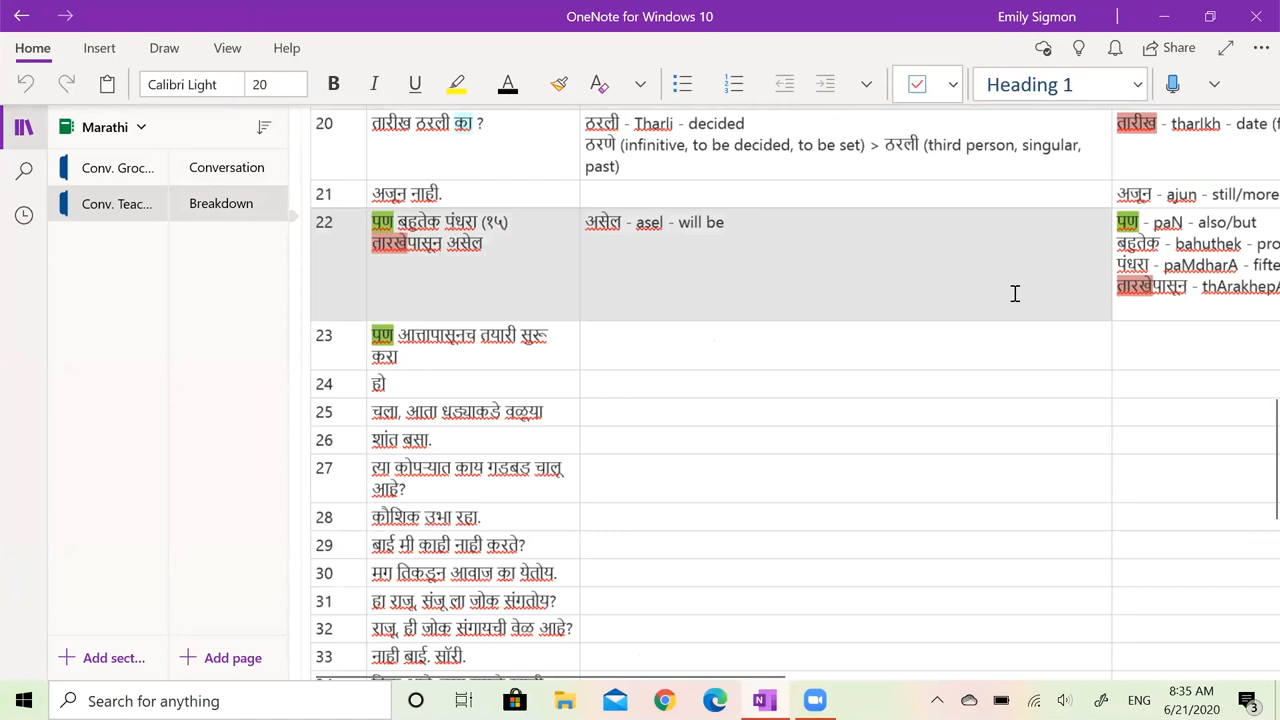 OneNote for Windows 10
Emily Sigmon
Home Insert Draw View Help
Share
Calibri Light 20
B I U A
Heading 1
Marathi
Conv. Groc...
Conversation
Conv. Teac...
Breakdown
20 तारीख ठरली का ?
ठरली - Tharli - decided
ठरणे (infinitive, to be decided, to be set) > ठरली (third person, singular,
past)
तारीख - tharIkh - date (f
21 अजून नाही.
अजून - ajun - still/more
22 पण बहुतेक पंधरा (१५)
तारखेपासून असेल
असेल - asel - will be
पण - paN - also/but
बहुतेक - bahuthek - pro
पंधरा - paMdharA - fifte
तारखेपासून - thArakhepA
23 पण आत्तापासूनच तयारी सुरू
करा
24 हो
25 चला, आता धड्याकडे वळूया
26 शांत बसा.
27 त्या कोपऱ्यात काय गडबड चालू
आहे?
28 कौशिक उभा रहा.
29 बाई मी काही नाही करते?
30 मग तिकडून आवाज का येतोय.
31 हा राजू, संजू ला जोक संगतोय?
32 राजू, ही जोक संगायची वेळ आहे?
33 नाही बाई. सॉरी.
Add sect...
Add page
Search for anything
ENG
8:35 AM
6/21/2020
3